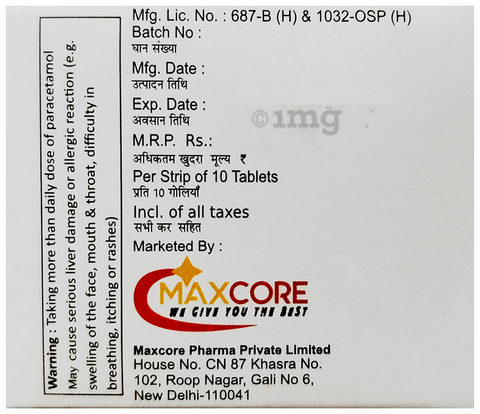 Mfg. Lic. No. : 687-B (H) & 1032-OSP (H)
Batch No :
घान संख्या
Mfg. Date :
उत्पादन तिथि
Exp. Date :
अवसान तिथि
M.R.P. Rs.:
अधिकतम खुदरा मूल्य ₹
Per Strip of 10 Tablets
प्रति 10 गोलियाँ
Incl. of all taxes
सभी कर सहित
Marketed By :
MAXCORE
WE GIVE YOU THE BEST
Maxcore Pharma Private Limited
House No. CN 87 Khasra No.
102, Roop Nagar, Gali No 6,
New Delhi-110041
Warning : Taking more than daily dose of paracetamol
May cause serious liver damage or allergic reaction (e.g.
swelling of the face, mouth & throat, difficulty in
breathing, itching or rashes)
©1mg